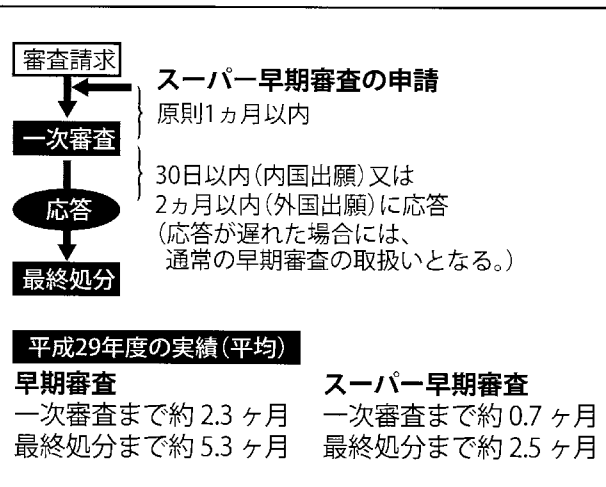 審査請求
スーパー早期審査の申請
原則1ヵ月以内
一次審査
30日以内(内国出願)又は
応答
2ヵ月以内(外国出願)に応答
(応答が遅れた場合には、
通常の早期審査の取扱いとなる。)
最終処分
平成29年度の実績(平均)
早期審査
一次審査まで約 2.3 ヶ月
最終処分まで約 5.3 ヶ月
スーパー早期審査
一次審査まで約 0.7 ヶ月
最終処分まで約 2.5 ヶ月